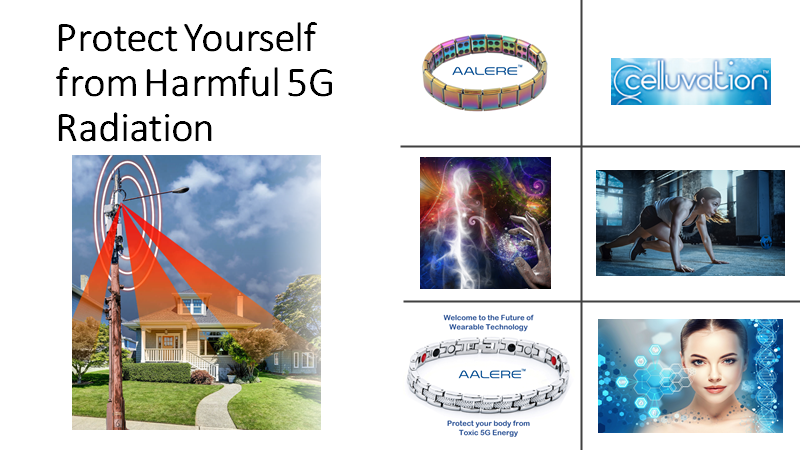 Protect Yourself
from Harmful 5G
Radiation
AALERE™
celluvation™
Welcome to the Future of
Wearable Technology
AALERE™
Protect your body from
Toxic 5G Energy